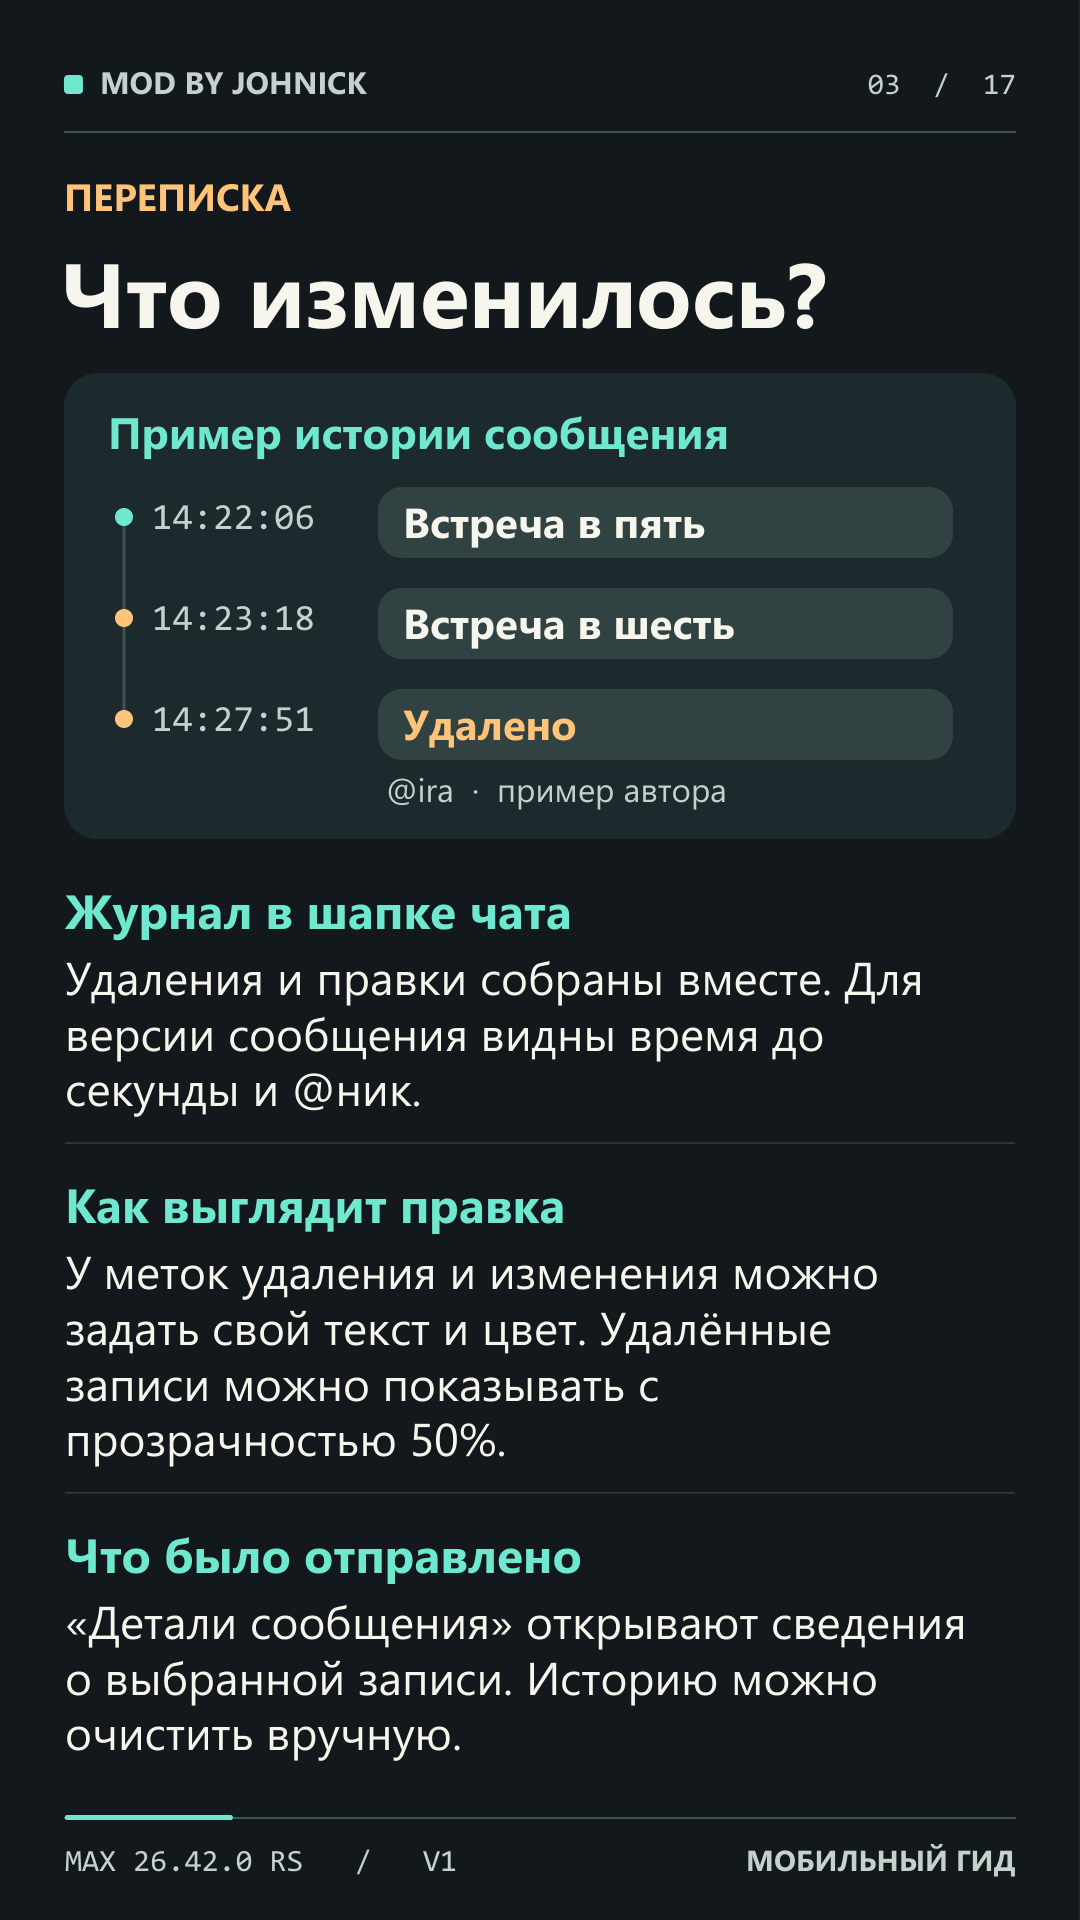 MOD BY JOHNICK
03 / 17
ПЕРЕПИСКА
Что изменилось?
Пример истории сообщения
14:22:06 Встреча в пять
14:23:18 Встреча в шесть
14:27:51 Удалено
@ira · пример автора
Журнал в шапке чата
Удаления и правки собраны вместе. Для
версии сообщения видны время до
секунды и @ник.
Как выглядит правка
У меток удаления и изменения можно
задать свой текст и цвет. Удалённые
записи можно показывать с
прозрачностью 50%.
Что было отправлено
«Детали сообщения» открывают сведения
о выбранной записи. Историю можно
очистить вручную.
MAX 26.42.0 RS / V1
МОБИЛЬНЫЙ ГИД